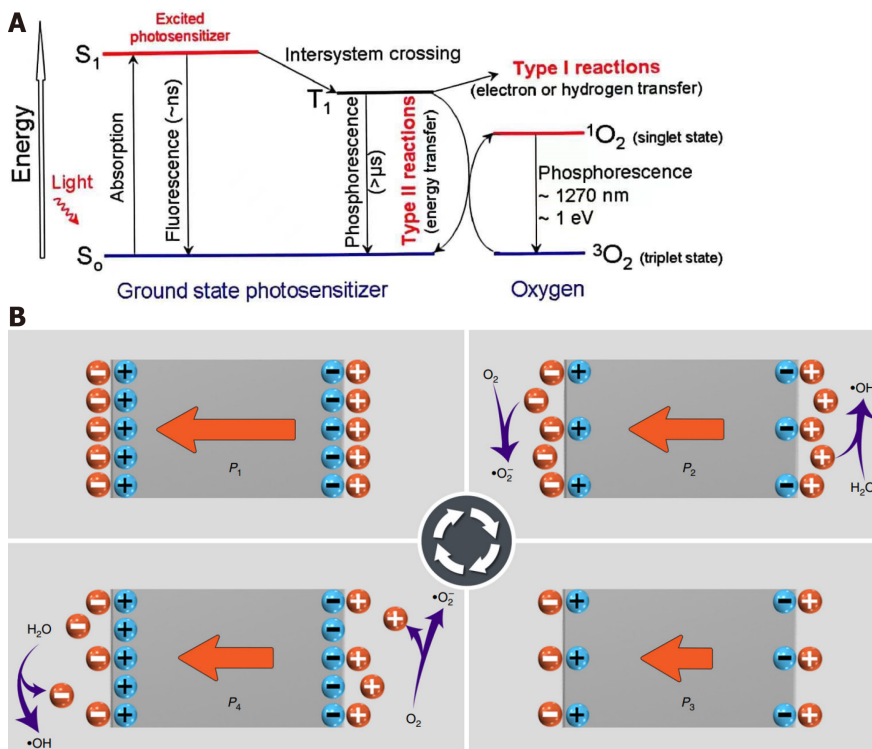 A
Energy
Light
S1
Excited
photosensitizer
Absorption
Fluorescence (~ns)
So
Intersystem crossing
T1
Phosphorescence
(>μs)
Type II reactions
(energy transfer)
Type I reactions
(electron or hydrogen transfer)
¹O₂ (singlet state)
Phosphorescence
~ 1270 nm
~ 1 eV
³O₂ (triplet state)
Ground state photosensitizer
Oxygen
B
P₁
O₂
•O₂⁻
P₂
•OH
H₂O
H₂O
•OH
P₄
•O₂⁻
O₂
P₃